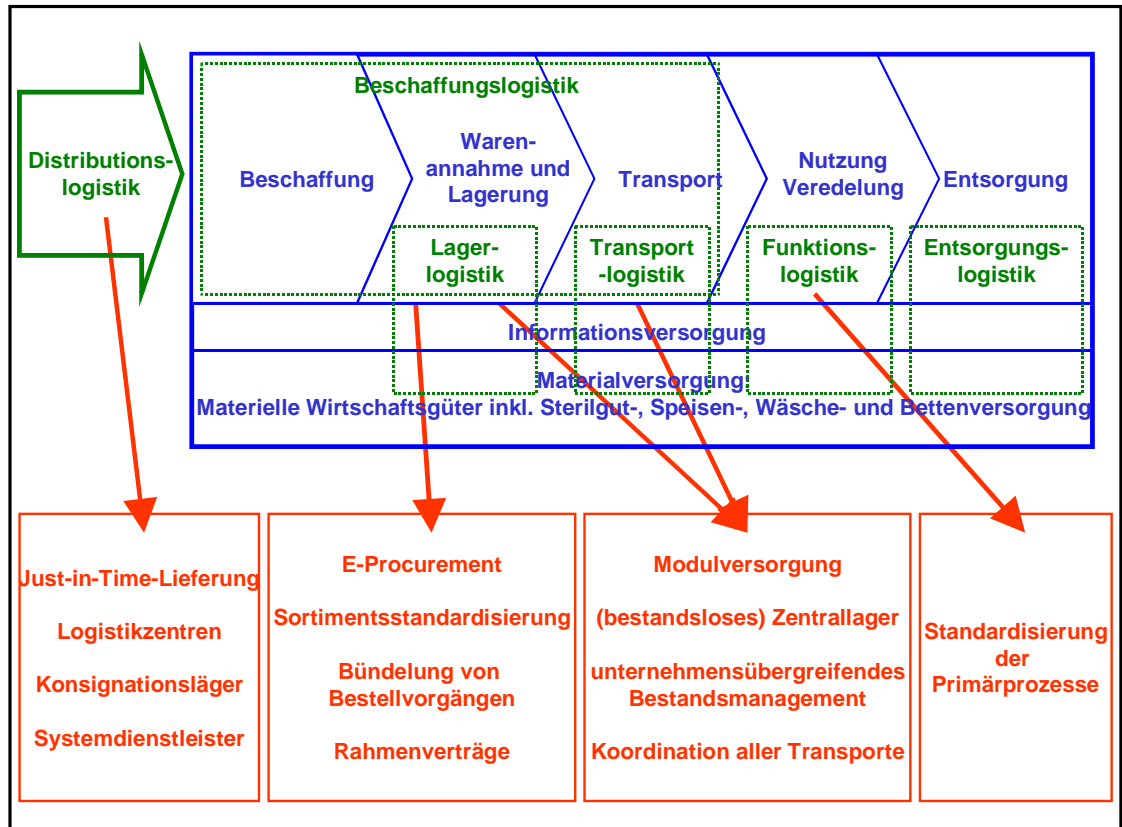 Distributions-
logistik
Beschaffungslogistik
Beschaffung
Waren-
annahme und
Lagerung
Transport
Nutzung
Veredelung
Entsorgung
Lager-
logistik
Transport
-logistik
Funktions-
logistik
Entsorgungs-
logistik
Informationsversorgung
Materialversorgung:
Materielle Wirtschaftsgüter inkl. Sterilgut-, Speisen-, Wäsche- und Bettenversorgung
Just-in-Time-Lieferung
Logistikzentren
Konsignationsläger
Systemdienstleister
E-Procurement
Sortimentsstandardisierung
Bündelung von
Bestellvorgängen
Rahmenverträge
Modulversorgung
(bestandsloses) Zentrallager
unternehmensübergreifendes
Bestandsmanagement
Koordination aller Transporte
Standardisierung
der
Primärprozesse